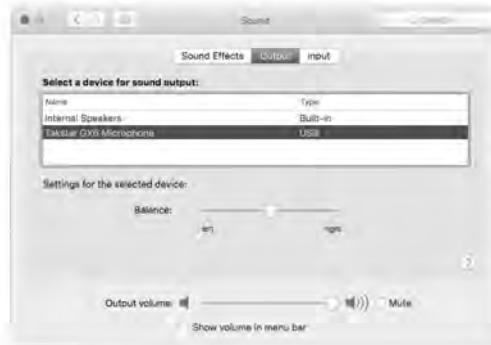 Sound
Sound Effects Output Input
Select a device for sound output:
Name Type
Internal Speakers Built-in
Takstar GX6 Microphone USB
Settings for the selected device:
Balance:
left right
?
Output volume: Mute
Show volume in menu bar